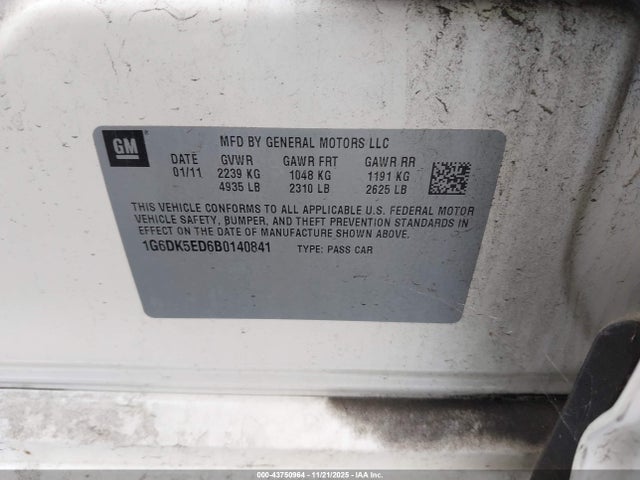 GM
MFD BY GENERAL MOTORS LLC
DATE GVWR GAWR FRT GAWR RR
01/11 2239 KG 1048 KG 1191 KG
4935 LB 2310 LB 2625 LB
THIS VEHICLE CONFORMS TO ALL APPLICABLE U.S. FEDERAL MOTOR
VEHICLE SAFETY, BUMPER, AND THEFT PREVENTION STANDARDS
IN EFFECT ON THE DATE OF MANUFACTURE SHOWN ABOVE.
1G6DK5ED6B0140841 TYPE: PASS CAR
000-43750964 - 11/21/2025 - IAA Inc.